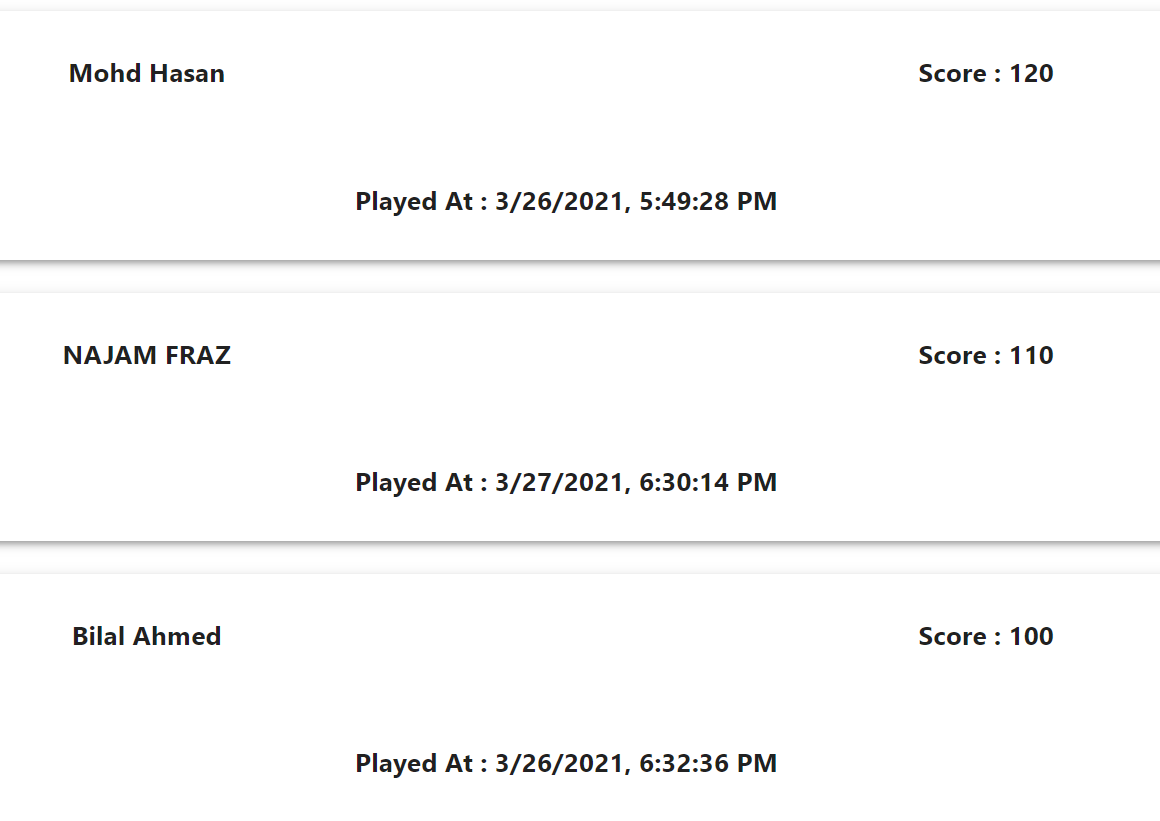 Mohd Hasan Score : 120
Played At : 3/26/2021, 5:49:28 PM
NAJAM FRAZ Score : 110
Played At : 3/27/2021, 6:30:14 PM
Bilal Ahmed Score : 100
Played At : 3/26/2021, 6:32:36 PM